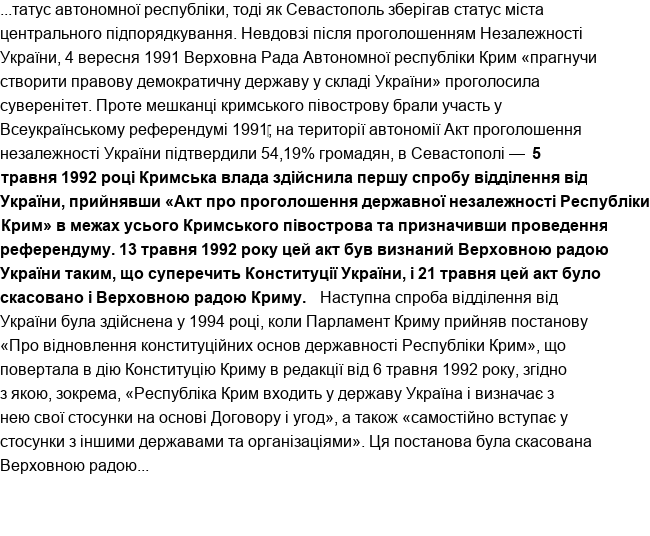 ...татус автономної республіки, тоді як Севастополь зберігав статус міста
центрального підпорядкування. Невдовзі після проголошенням Незалежності
України, 4 вересня 1991 Верховна Рада Автономної республіки Крим «прагнучи
створити правову демократичну державу у складі України» проголосила
суверенітет. Проте мешканці кримського півострову брали участь у
Всеукраїнському референдумі 1991, на території автономії Акт проголошення
незалежності України підтвердили 54,19% громадян, в Севастополі — 5
травня 1992 році Кримська влада здійснила першу спробу відділення від
України, прийнявши «Акт про проголошення державної незалежності Республіки
Крим» в межах усього Кримського півострова та призначивши проведення
референдуму. 13 травня 1992 року цей акт був визнаний Верховною радою
України таким, що суперечить Конституції України, і 21 травня цей акт було
скасовано і Верховною радою Криму. Наступна спроба відділення від
України була здійснена у 1994 році, коли Парламент Криму прийняв постанову
«Про відновлення конституційних основ державності Республіки Крим», що
повертала в дію Конституцію Криму в редакції від 6 травня 1992 року, згідно
з якою, зокрема, «Республіка Крим входить у державу Україна і визначає з
нею свої стосунки на основі Договору і угод», а також «самостійно вступає у
стосунки з іншими державами та організаціями». Ця постанова була скасована
Верховною радою...